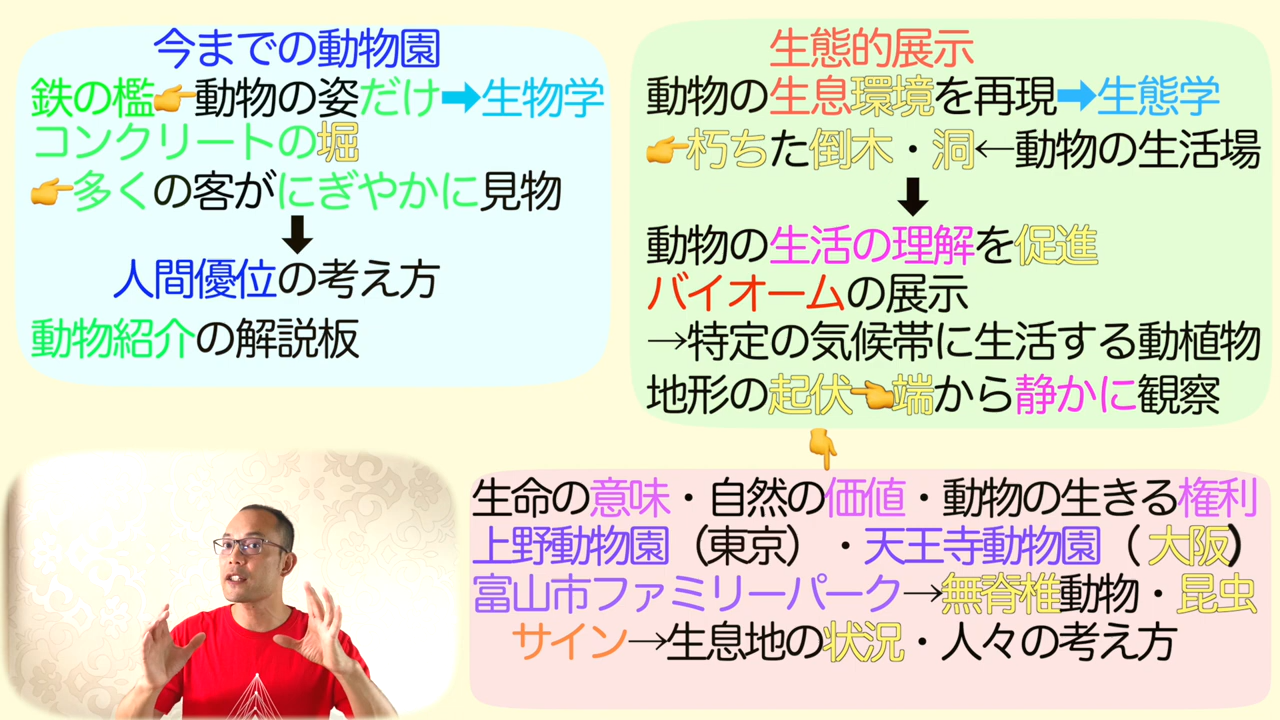 今までの動物園
鉄の檻👉動物の姿だけ➡生物学
コンクリートの堀
👉多くの客がにぎやかに見物
⬇
人間優位の考え方
動物紹介の解説板
生態的展示
動物の生息環境を再現➡生態学
👉朽ちた倒木・洞←動物の生活場
⬇
動物の生活の理解を促進
バイオームの展示
→特定の気候帯に生活する動植物
地形の起伏👈端から静かに観察
👇
生命の意味・自然の価値・動物の生きる権利
上野動物園（東京）・天王寺動物園（大阪）
富山市ファミリーパーク→無脊椎動物・昆虫
サイン→生息地の状況・人々の考え方